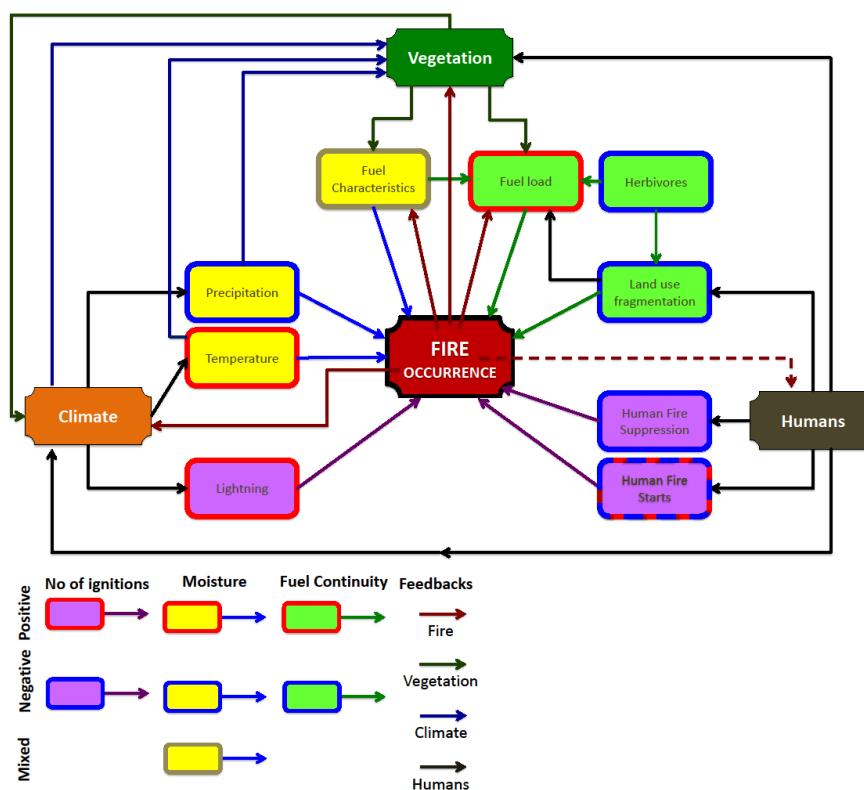 Vegetation
Fuel
Characteristics
Fuel load
Herbivores
Precipitation
Land use
fragmentation
Temperature
FIRE
OCCURRENCE
Climate
Human Fire
Suppression
Humans
Lightning
Human Fire
Starts
No of ignitions
Moisture
Fuel Continuity
Feedbacks
Positive
Fire
Negative
Vegetation
Climate
Mixed
Humans